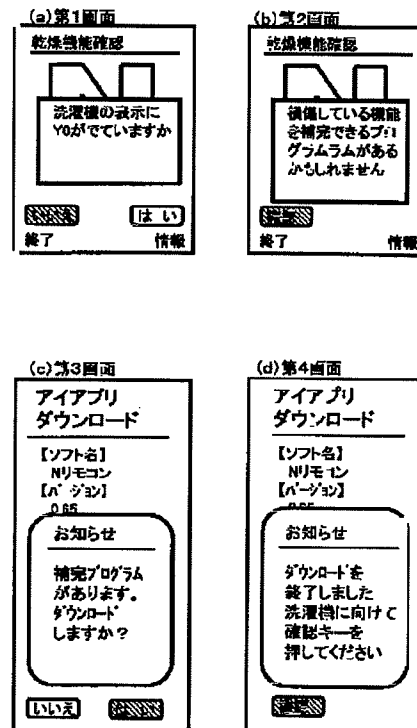 (a)第1画面
乾燥機能確認
洗濯機の表示に
Y0がでていますか
いいえ
はい
終了
情報
(b)第2画面
乾燥機能確認
損傷している機能
を補完できるプロ
グラムラムがある
かもしれません
終了
情報
(c)第3画面
アイアプリ
ダウンロード
【ソフト名】
Nリモコン
【バージョン】
0.65
お知らせ
補完プログラム
があります。
ダウンロード
しますか？
いいえ
はい
(d)第4画面
アイアプリ
ダウンロード
【ソフト名】
Nリモコン
【バージョン】
お知らせ
ダウンロードを
終了しました
洗濯機に向けて
確認キーを
押してください